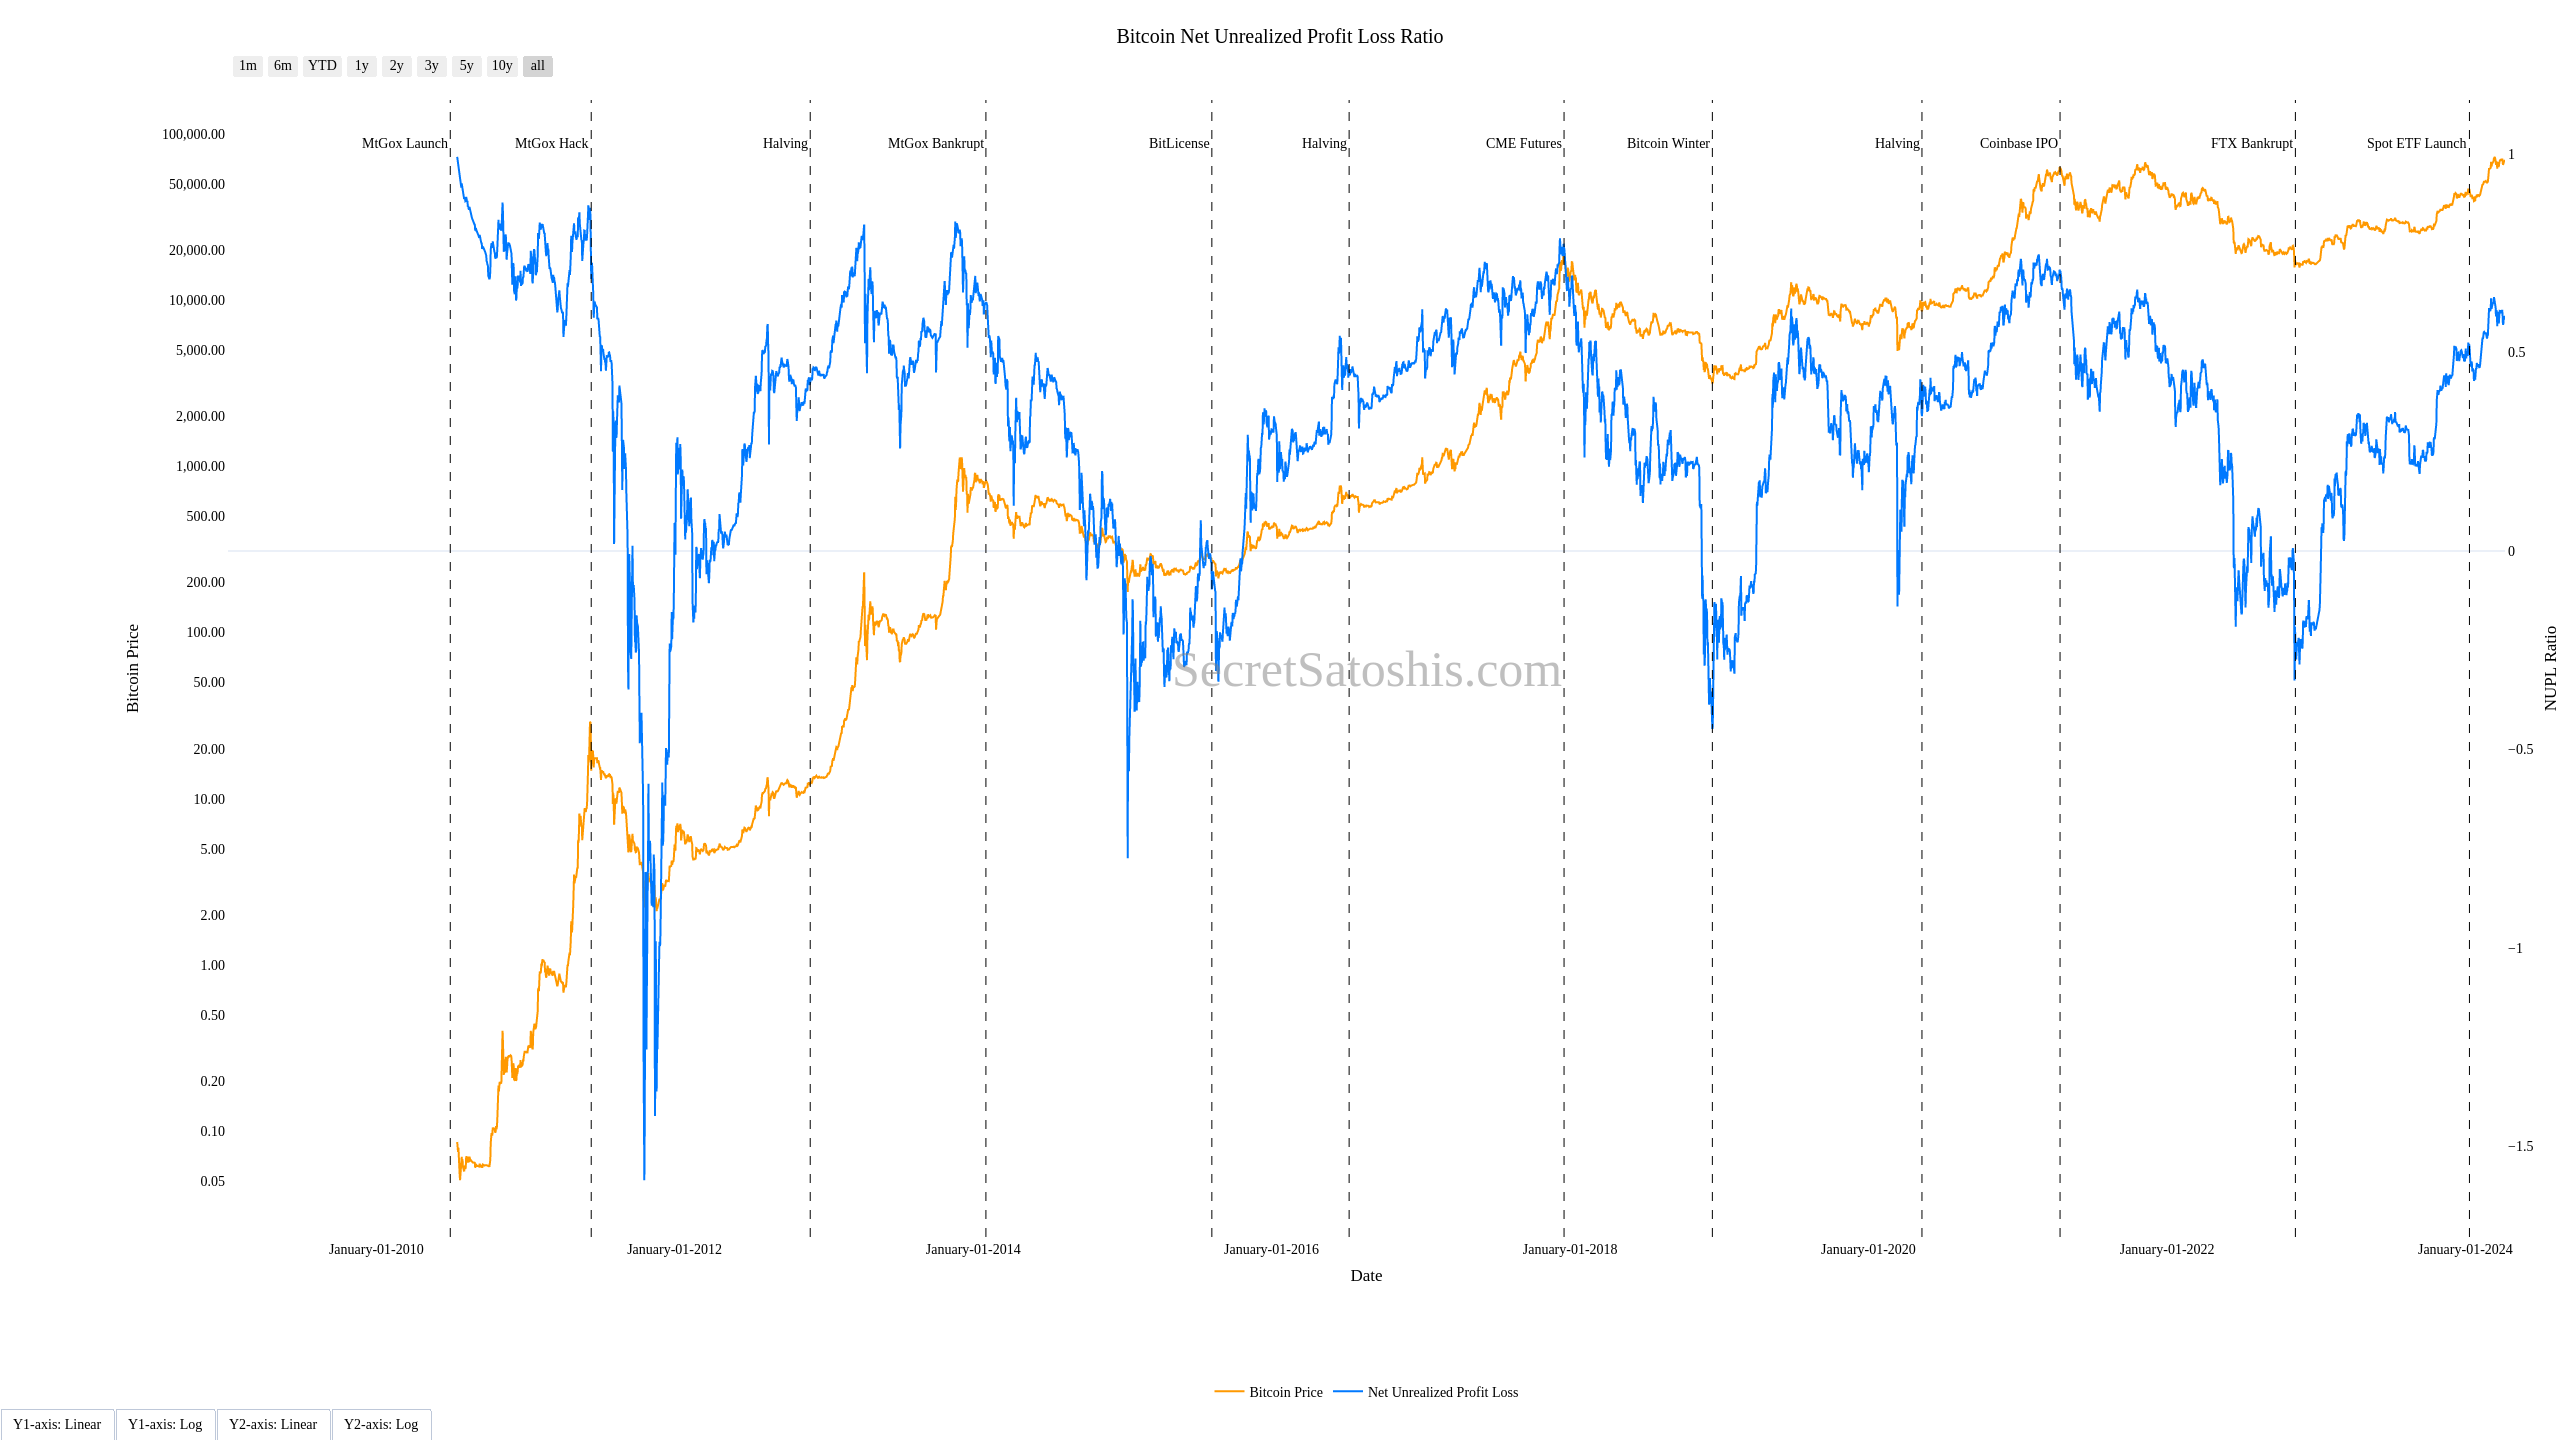 Bitcoin Net Unrealized Profit Loss Ratio
1m 6m YTD 1y 2y 3y 5y 10y all
MtGox Launch MtGox Hack Halving MtGox Bankrupt BitLicense Halving CME Futures Bitcoin Winter Halving Coinbase IPO FTX Bankrupt Spot ETF Launch
100,000.00
50,000.00
20,000.00
10,000.00
5,000.00
2,000.00
1,000.00
500.00
200.00
100.00
50.00
20.00
10.00
5.00
2.00
1.00
0.50
0.20
0.10
0.05
Bitcoin Price
SecretSatoshis.com
1
0.5
0
−0.5
−1
−1.5
NUPL Ratio
January-01-2010 January-01-2012 January-01-2014 January-01-2016 January-01-2018 January-01-2020 January-01-2022 January-01-2024
Date
Bitcoin Price Net Unrealized Profit Loss
Y1-axis: Linear Y1-axis: Log Y2-axis: Linear Y2-axis: Log